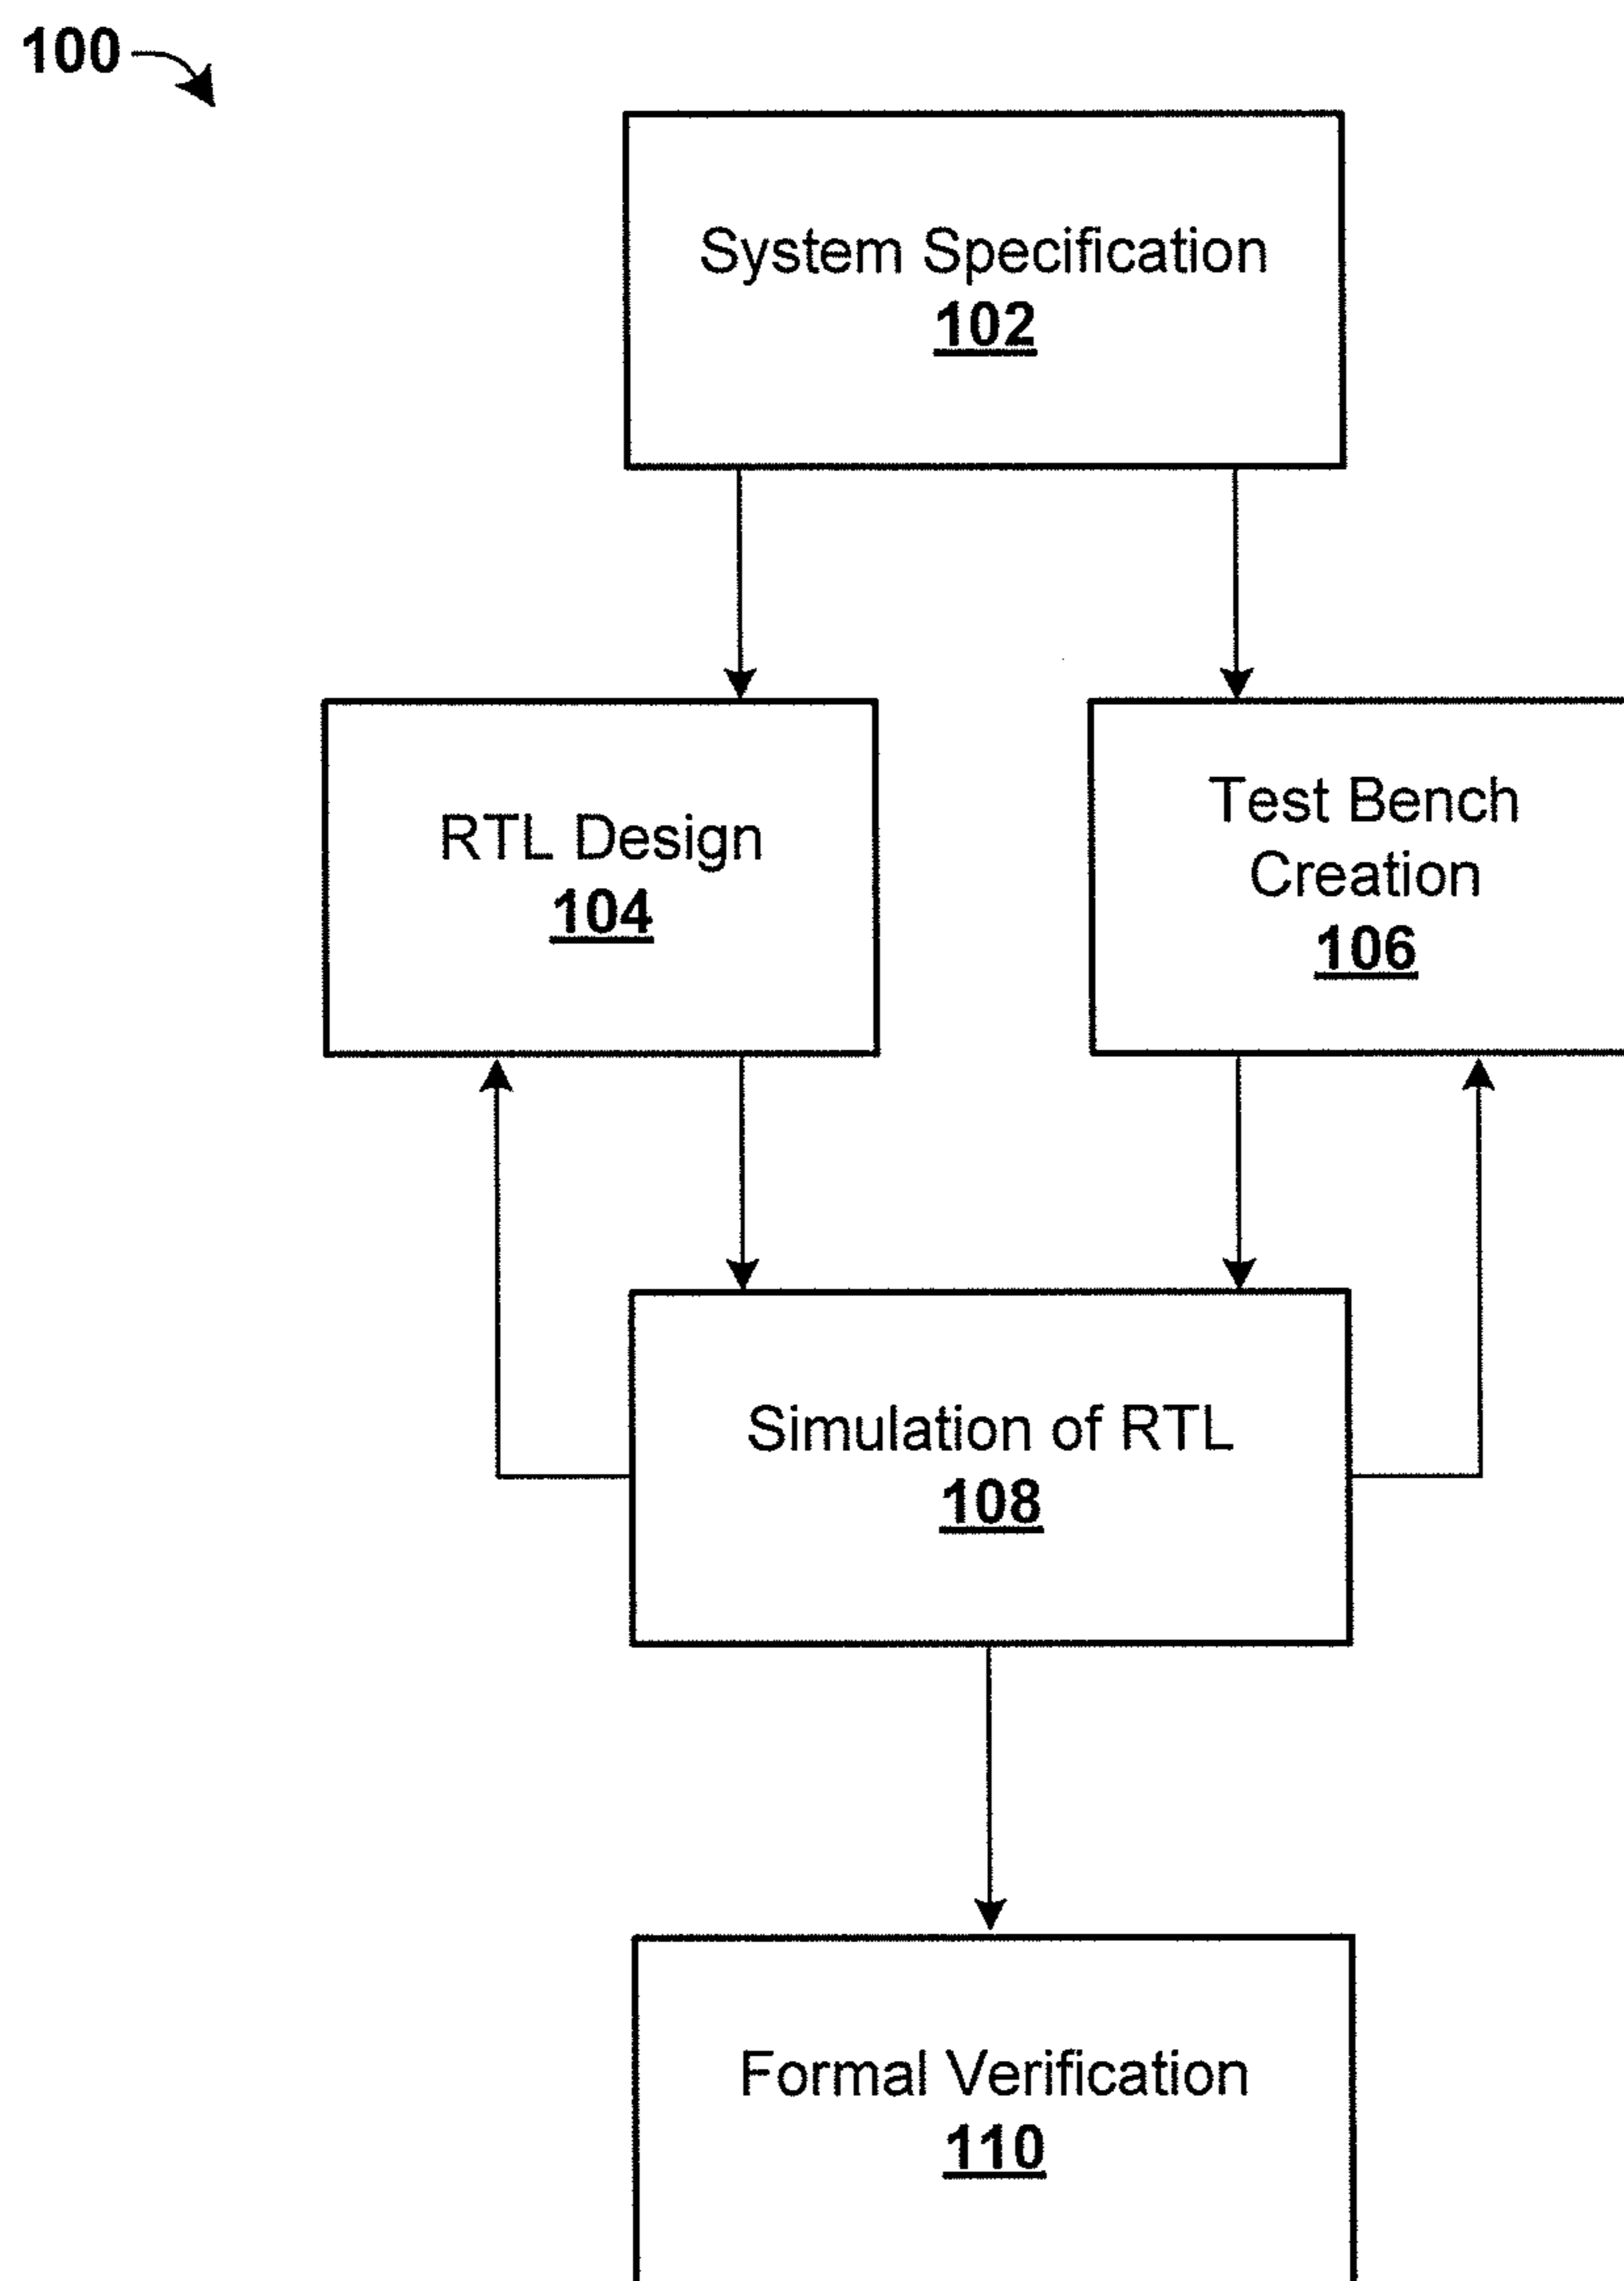 100
System Specification
102
RTL Design
104
Test Bench
Creation
106
Simulation of RTL
108
Formal Verification
110